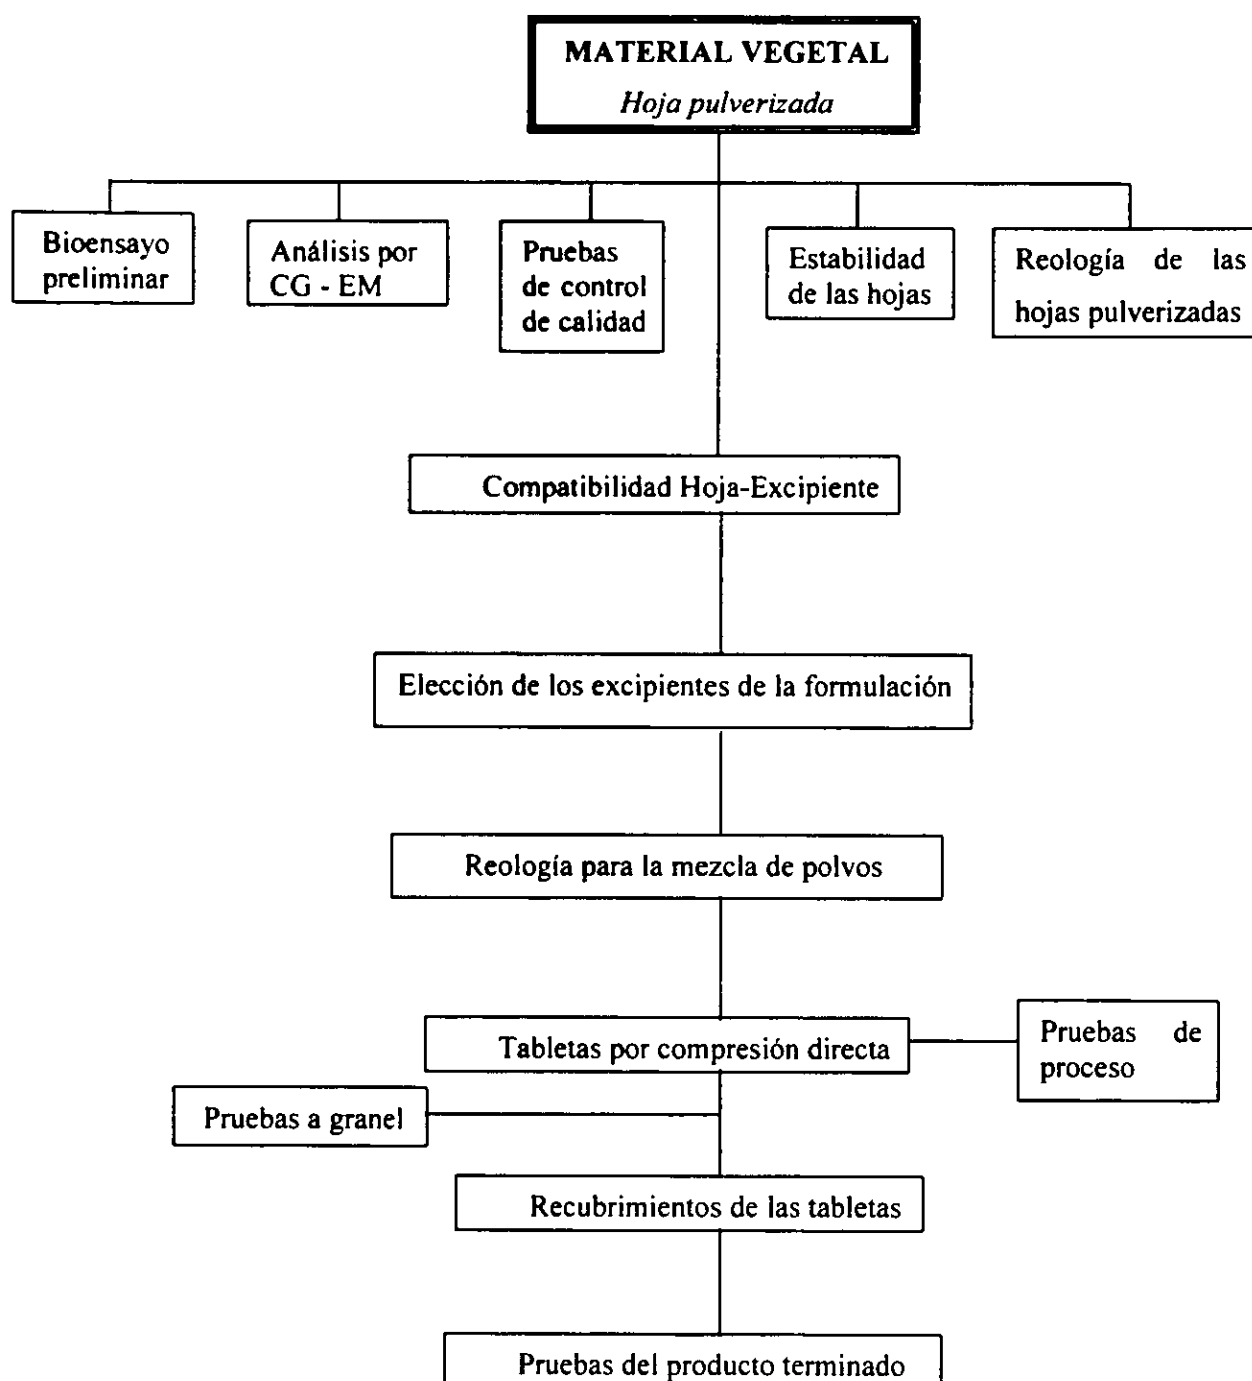 MATERIAL VEGETAL
Hoja pulverizada
Bioensayo
preliminar
Análisis por
CG - EM
Pruebas
de control
de calidad
Estabilidad
de las hojas
Reología de las
hojas pulverizadas
Compatibilidad Hoja-Excipiente
Elección de los excipientes de la formulación
Reología para la mezcla de polvos
Tabletas por compresión directa
Pruebas de
proceso
Pruebas a granel
Recubrimientos de las tabletas
Pruebas del producto terminado